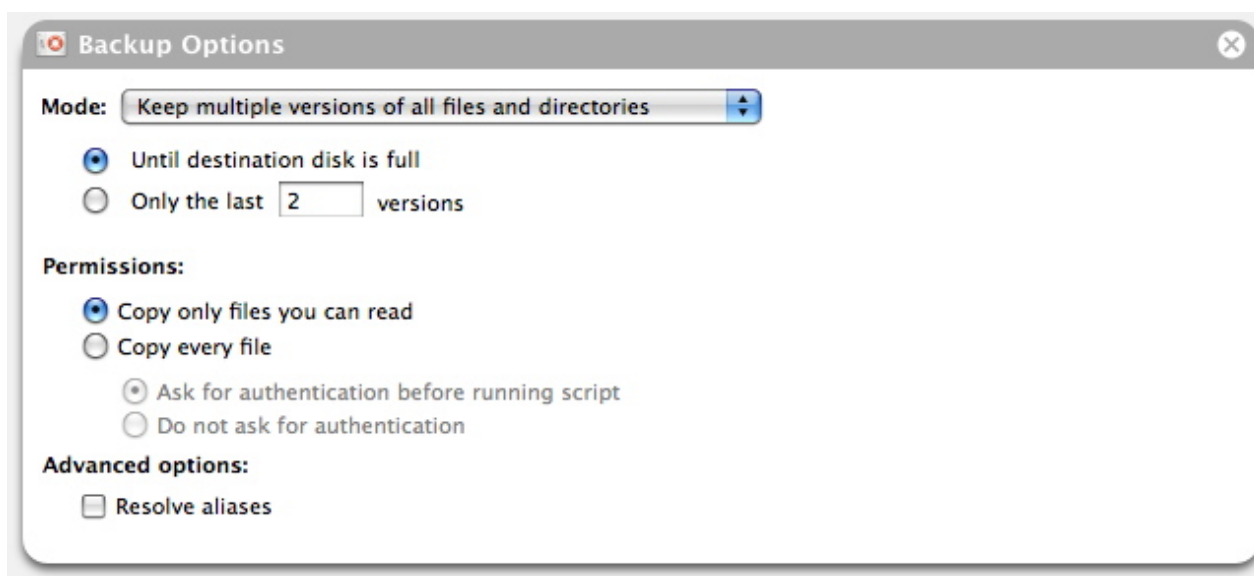 Backup Options
Mode: Keep multiple versions of all files and directories
Until destination disk is full
Only the last 2 versions
Permissions:
Copy only files you can read
Copy every file
Ask for authentication before running script
Do not ask for authentication
Advanced options:
Resolve aliases